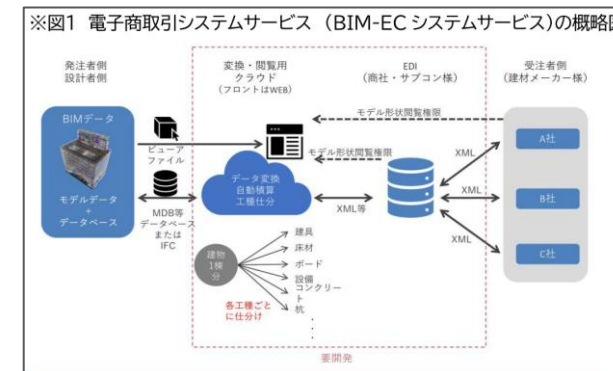 ※図1 電子商取引システムサービス (BIM-ECシステムサービス)の概略図
発注者側
設計者側
変換・閲覧用
クラウド
(フロントはWEB)
EDI
(商社・サブコン様)
受注者側
(建材メーカー様)
BIMデータ
モデルデータ
+
データベース
ビューア
ファイル
MDB等
データベース
または
IFC
モデル形状閲覧権限
モデル形状閲覧権限
データ変換
自動積算
工種仕分
XML等
XML
XML
XML
A社
B社
C社
建物
1棟
分
建具
床材
ボード
設備
コンクリー
ト
杭
・
・
・
各工種ごと
に仕分け
要開発